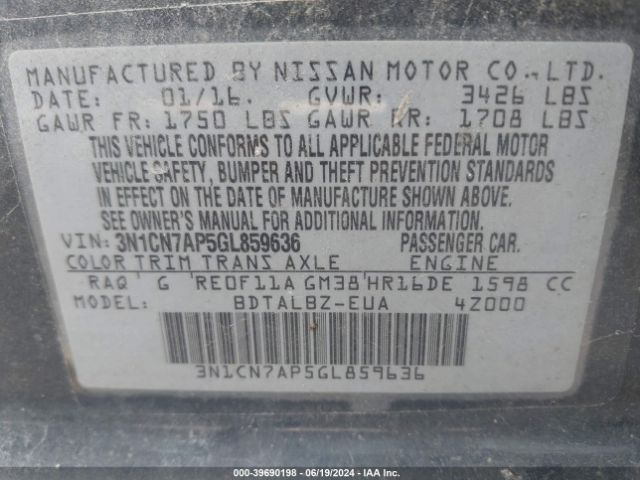 MANUFACTURED BY NISSAN MOTOR CO., LTD.
DATE: 01/16. GVWR: 3426 LBS
GAWR FR: 1750 LBS GAWR RR: 1708 LBS
THIS VEHICLE CONFORMS TO ALL APPLICABLE FEDERAL MOTOR
VEHICLE SAFETY, BUMPER AND THEFT PREVENTION STANDARDS
IN EFFECT ON THE DATE OF MANUFACTURE SHOWN ABOVE.
SEE OWNER'S MANUAL FOR ADDITIONAL INFORMATION.
VIN: 3N1CN7AP5GL859636 PASSENGER CAR.
COLOR TRIM TRANS AXLE ENGINE
RAQ G RE0F11A GM38 HR16DE 1598 CC
MODEL: BDTALBZ-EUA 4Z000
3N1CN7AP5GL859636
000-39690198 - 06/19/2024 - IAA Inc.